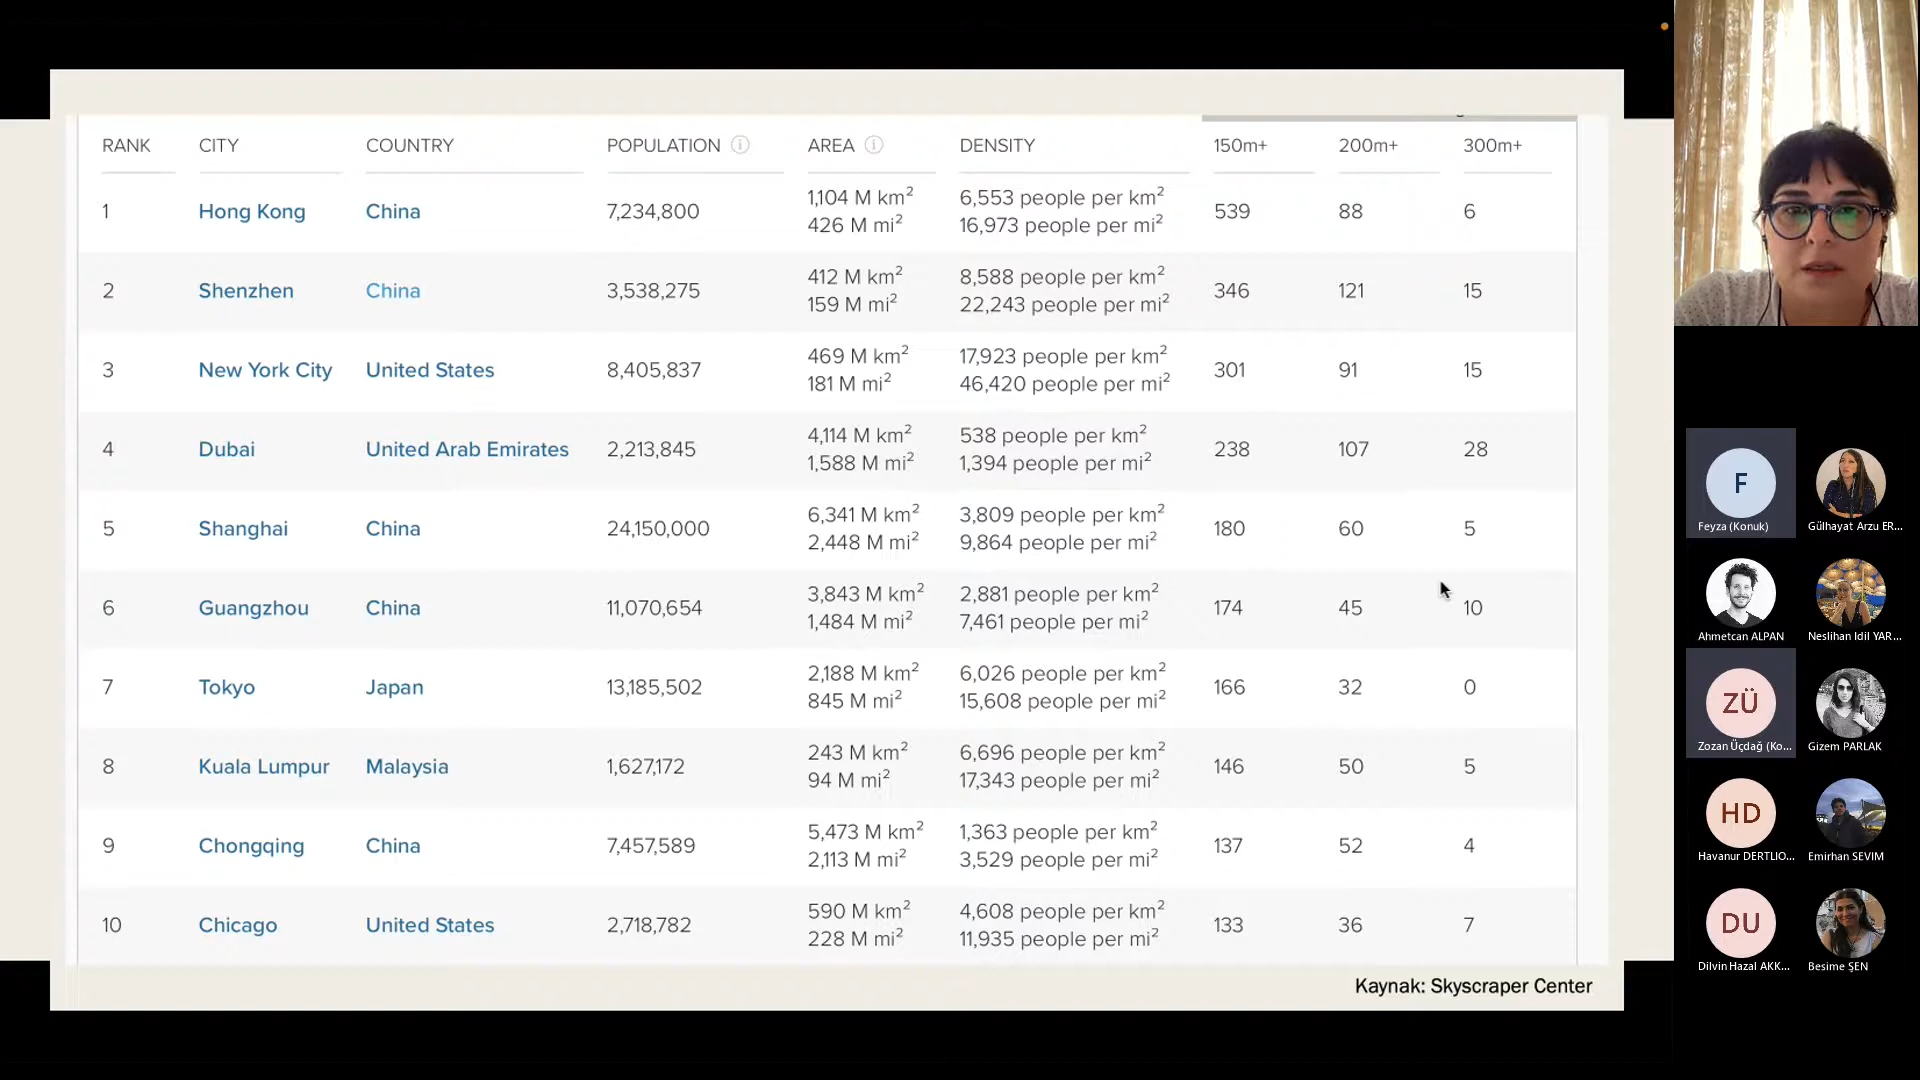 RANK CITY COUNTRY POPULATION AREA DENSITY 150m+ 200m+ 300m+
1 Hong Kong China 7,234,800 1,104 M km² 6,553 people per km² 539 88 6
426 M mi² 16,973 people per mi²
2 Shenzhen China 3,538,275 412 M km² 8,588 people per km² 346 121 15
159 M mi² 22,243 people per mi²
3 New York City United States 8,405,837 469 M km² 17,923 people per km² 301 91 15
181 M mi² 46,420 people per mi²
4 Dubai United Arab Emirates 2,213,845 4,114 M km² 538 people per km² 238 107 28
1,588 M mi² 1,394 people per mi²
5 Shanghai China 24,150,000 6,341 M km² 3,809 people per km² 180 60 5
2,448 M mi² 9,864 people per mi²
6 Guangzhou China 11,070,654 3,843 M km² 2,881 people per km² 174 45 10
1,484 M mi² 7,461 people per mi²
7 Tokyo Japan 13,185,502 2,188 M km² 6,026 people per km² 166 32 0
845 M mi² 15,608 people per mi²
8 Kuala Lumpur Malaysia 1,627,172 243 M km² 6,696 people per km² 146 50 5
94 M mi² 17,343 people per mi²
9 Chongqing China 7,457,589 5,473 M km² 1,363 people per km² 137 52 4
2,113 M mi² 3,529 people per mi²
10 Chicago United States 2,718,782 590 M km² 4,608 people per km² 133 36 7
228 M mi² 11,935 people per mi²
Kaynak: Skyscraper Center
F
Feyza (Konuk) Gülhayat Arzu ER...
Ahmetcan ALPAN Neslihan Idil YAR...
ZÜ
Zozan Üçdağ (Ko... Gizem PARLAK
HD
Havanur DERTLIO... Emirhan SEVIM
DU
Dilvin Hazal AKK... Besime ŞEN